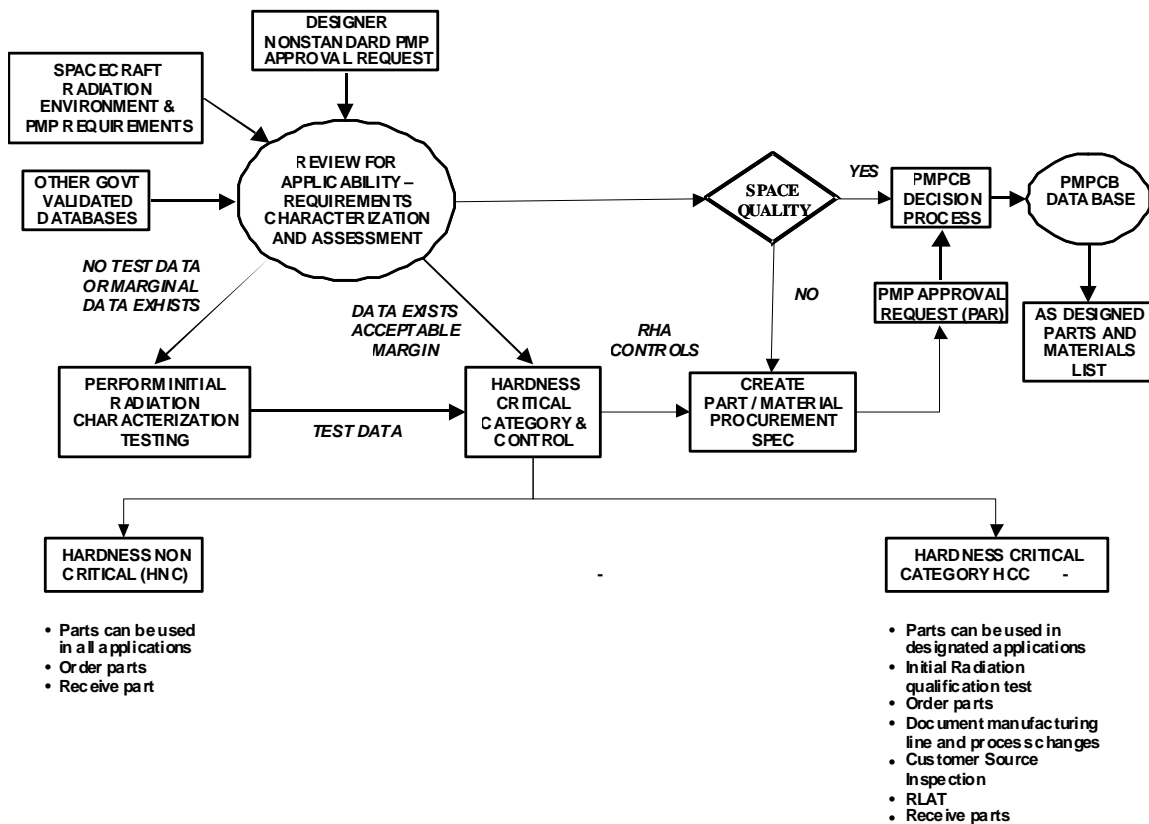 DESIGNER
NONSTANDARD PMP
APPROVAL REQUEST
SPACECRAFT
RADIATION
ENVIRONMENT &
PMP REQUIREMENTS
OTHER GOVT
VALIDATED
DATABASES
REVIEW FOR
APPLICABILITY –
REQUIREMENTS
CHARACTERIZATION
AND ASSESSMENT
SPACE
QUALITY
YES
PMPCB
DECISION
PROCESS
PMPCB
DATABASE
NO TEST DATA
OR MARGINAL
DATA EXHISTS
DATA EXISTS
ACCEPTABLE
MARGIN
NO
RHA
CONTROLS
PMP APPROVAL
REQUEST (PAR)
AS DESIGNED
PARTS AND
MATERIALS
LIST
PERFORM INITIAL
RADIATION
CHARACTERIZATION
TESTING
TEST DATA
HARDNESS
CRITICAL
CATEGORY &
CONTROL
CREATE
PART / MATERIAL
PROCUREMENT
SPEC
HARDNESS NON
CRITICAL (HNC)
-
HARDNESS CRITICAL
CATEGORY HCC -
• Parts can be used
in all applications
• Order parts
• Receive part
• Parts can be used in
designated applications
• Initial Radiation
qualification test
• Order parts
• Document manufacturing
line and process changes
• Customer Source
Inspection
• RLAT
• Receive parts